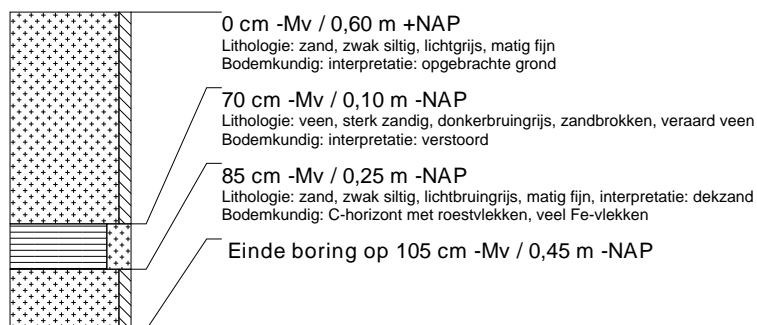 0 cm -Mv / 0,60 m +NAP
Lithologie: zand, zwak siltig, lichtgrijs, matig fijn
Bodemkundig: interpretatie: opgebrachte grond
70 cm -Mv / 0,10 m -NAP
Lithologie: veen, sterk zandig, donkerbruingrijs, zandbrokken, veraard veen
Bodemkundig: interpretatie: verstoord
85 cm -Mv / 0,25 m -NAP
Lithologie: zand, zwak siltig, lichtbruingrijs, matig fijn, interpretatie: dekzand
Bodemkundig: C-horizont met roestvlekken, veel Fe-vlekken
Einde boring op 105 cm -Mv / 0,45 m -NAP